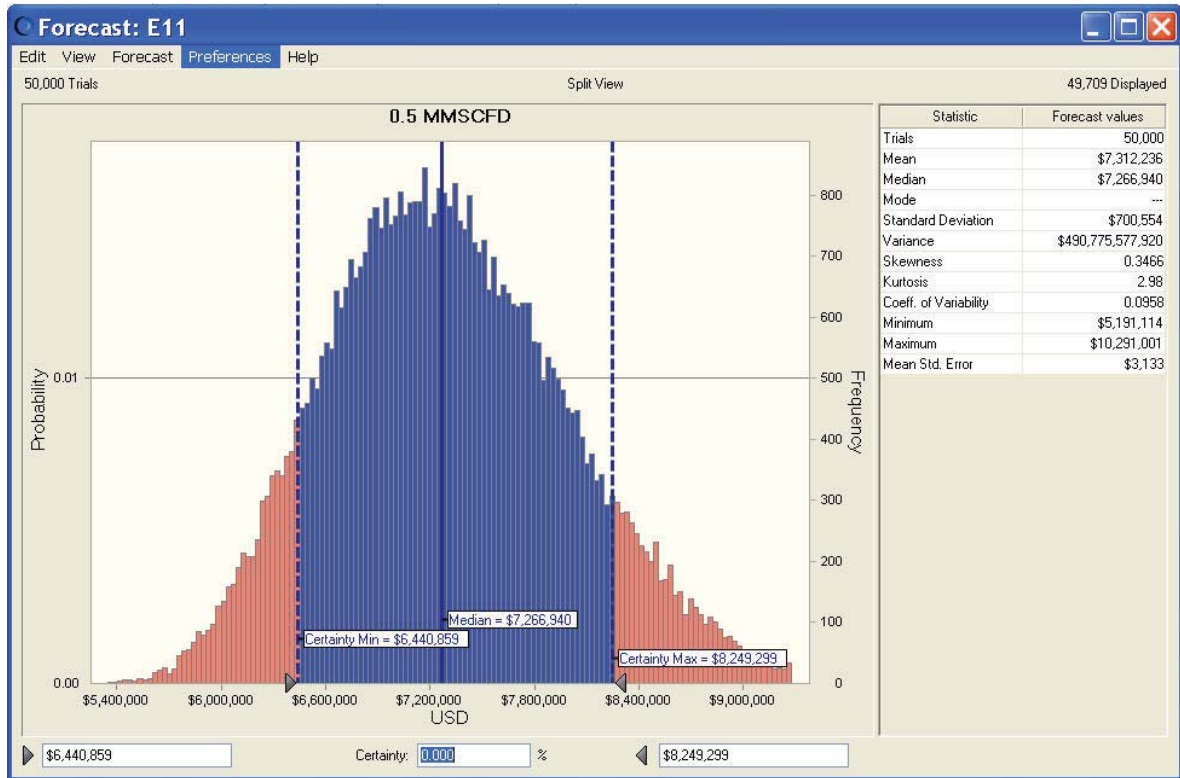 Forecast: E11
Edit View Forecast Preferences Help
50,000 Trials Split View 49,709 Displayed
0.5 MMSCFD
Probability
0.01
0.00
800
700
600
500
400
300
200
100
0
Frequency
Median = $7,266,940
Certainty Min = $6,440,859
Certainty Max = $8,249,299
$5,400,000 $6,000,000 $6,600,000 $7,200,000 $7,800,000 $8,400,000 $9,000,000
USD
Statistic Forecast values
Trials 50,000
Mean $7,312,236
Median $7,266,940
Mode ---
Standard Deviation $700,554
Variance $490,775,577,920
Skewness 0.3466
Kurtosis 2.98
Coeff. of Variability 0.0958
Minimum $5,191,114
Maximum $10,291,001
Mean Std. Error $3,133
$6,440,859 Certainty: 0.000 % $8,249,299